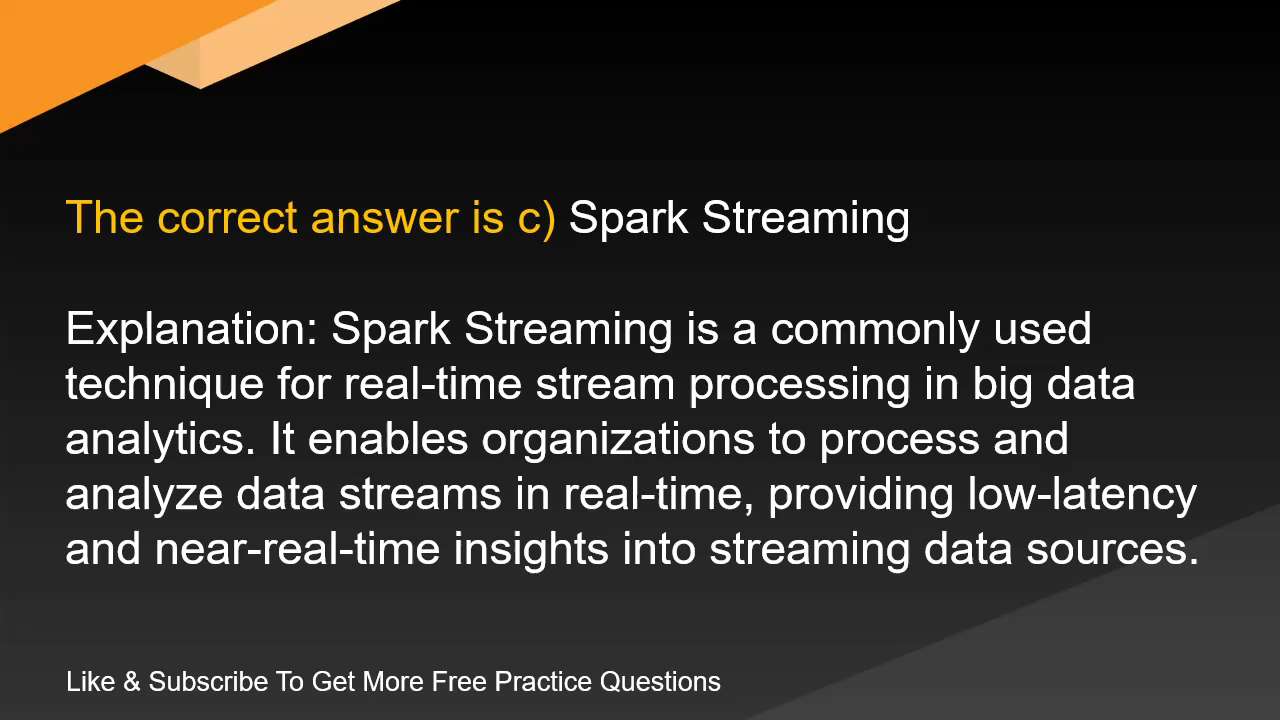 The correct answer is c) Spark Streaming
Explanation: Spark Streaming is a commonly used
technique for real-time stream processing in big data
analytics. It enables organizations to process and
analyze data streams in real-time, providing low-latency
and near-real-time insights into streaming data sources.
Like & Subscribe To Get More Free Practice Questions